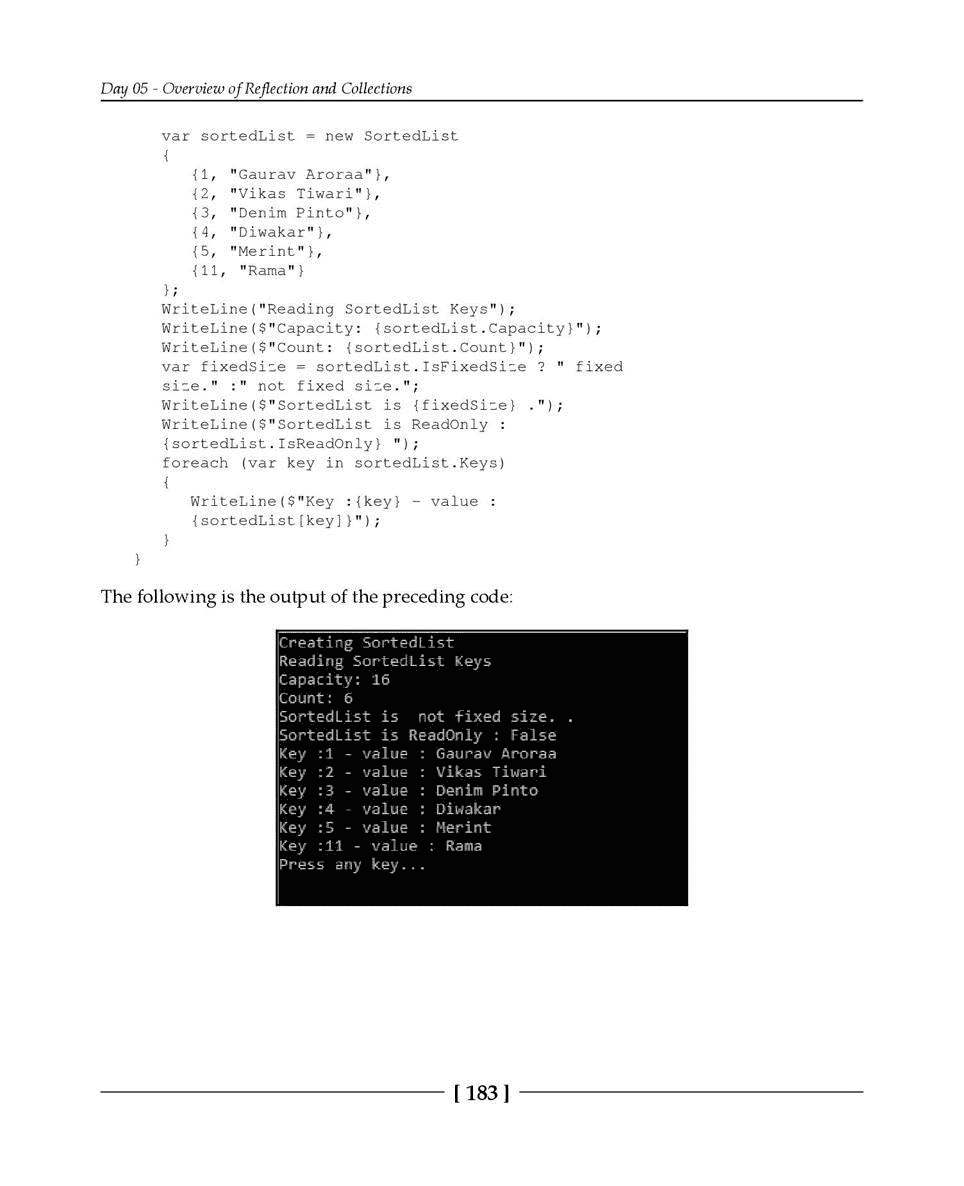 Day 05 - Overview of Reflection and Collections
var sortedList = new SortedList
{
{1, "Gaurav Aroraa"},
{2, "Vikas Tiwari"},
{3, "Denim Pinto"},
{4, "Diwakar"},
{5, "Merint"},
{11, "Rama"}
};
WriteLine("Reading SortedList Keys");
WriteLine($"Capacity: {sortedList.Capacity}");
WriteLine($"Count: {sortedList.Count}");
var fixedSize = sortedList.IsFixedSize ? " fixed
size." :" not fixed size.";
WriteLine($"SortedList is {fixedSize} .");
WriteLine($"SortedList is ReadOnly :
{sortedList.IsReadOnly} ");
foreach (var key in sortedList.Keys)
{
WriteLine($"Key :{key} - value :
{sortedList[key]}");
}
}
The following is the output of the preceding code:
Creating SortedList
Reading SortedList Keys
Capacity: 16
Count: 6
SortedList is  not fixed size. .
SortedList is ReadOnly : False
Key :1 - value : Gaurav Aroraa
Key :2 - value : Vikas Tiwari
Key :3 - value : Denim Pinto
Key :4 - value : Diwakar
Key :5 - value : Merint
Key :11 - value : Rama
Press any key...
[ 183 ]